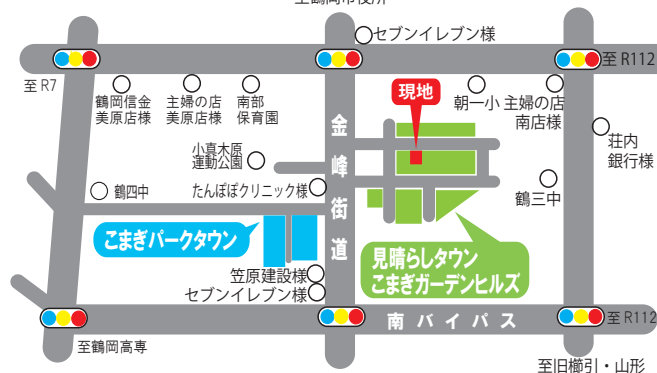 至鶴岡市役所
セブンイレブン様
至 R112
至 R7
鶴岡信金
美原店様
主婦の店
美原店様
南部
保育園
現地
朝一小
主婦の店
南店様
荘内
銀行様
小真木原
運動公園
金峰街道
鶴四中
たんぽぽクリニック様
鶴三中
こまぎパークタウン
見晴らしタウン
こまぎガーデンヒルズ
笠原建設様
セブンイレブン様
南バイパス
至 R112
至鶴岡高専
至旧櫛引・山形